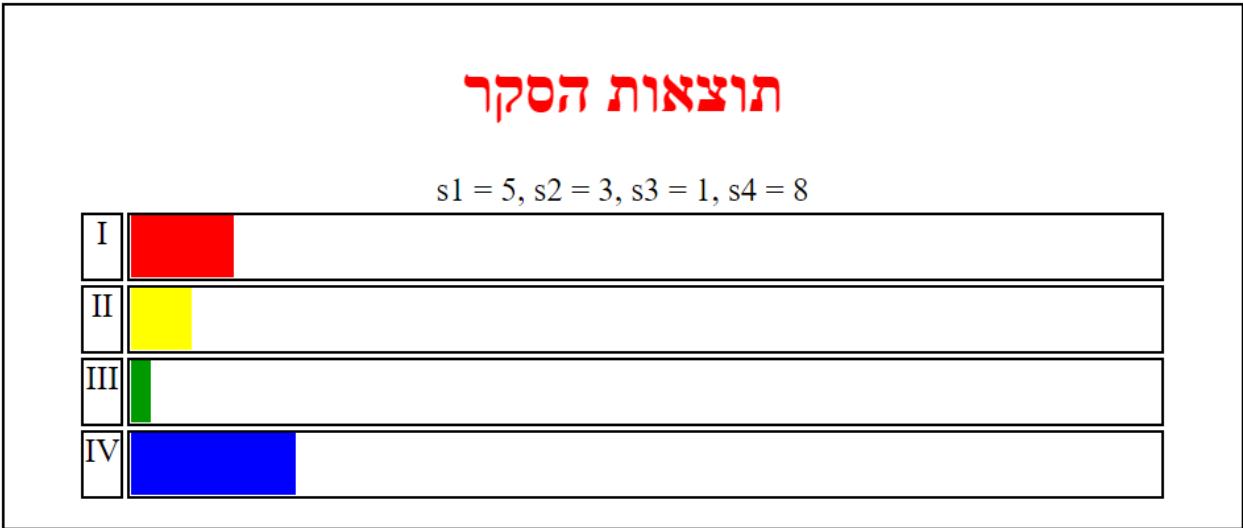 תוצאות הסקר
s1 = 5, s2 = 3, s3 = 1, s4 = 8
I
II
III
IV